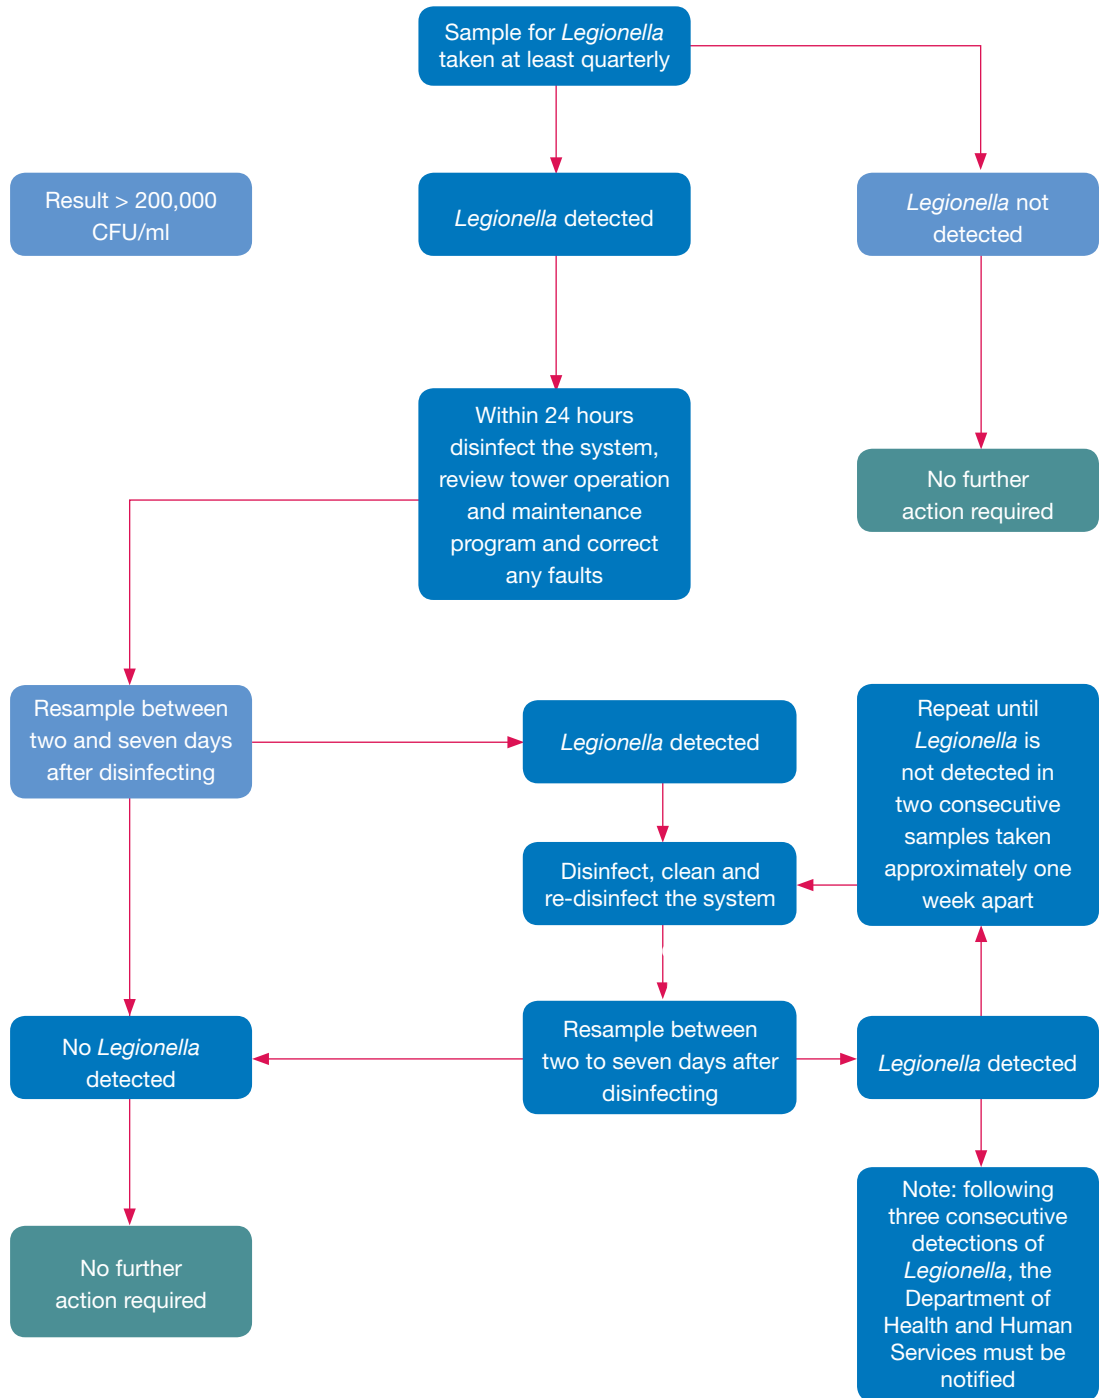 Sample for Legionella
taken at least quarterly
Result > 200,000
CFU/ml
Legionella detected
Legionella not
detected
Within 24 hours
disinfect the system,
review tower operation
and maintenance
program and correct
any faults
No further
action required
Resample between
two and seven days
after disinfecting
Legionella detected
Repeat until
Legionella is
not detected in
two consecutive
samples taken
approximately one
week apart
Disinfect, clean and
re-disinfect the system
No Legionella
detected
Resample between
two to seven days after
disinfecting
Legionella detected
No further
action required
Note: following
three consecutive
detections of
Legionella, the
Department of
Health and Human
Services must be
notified